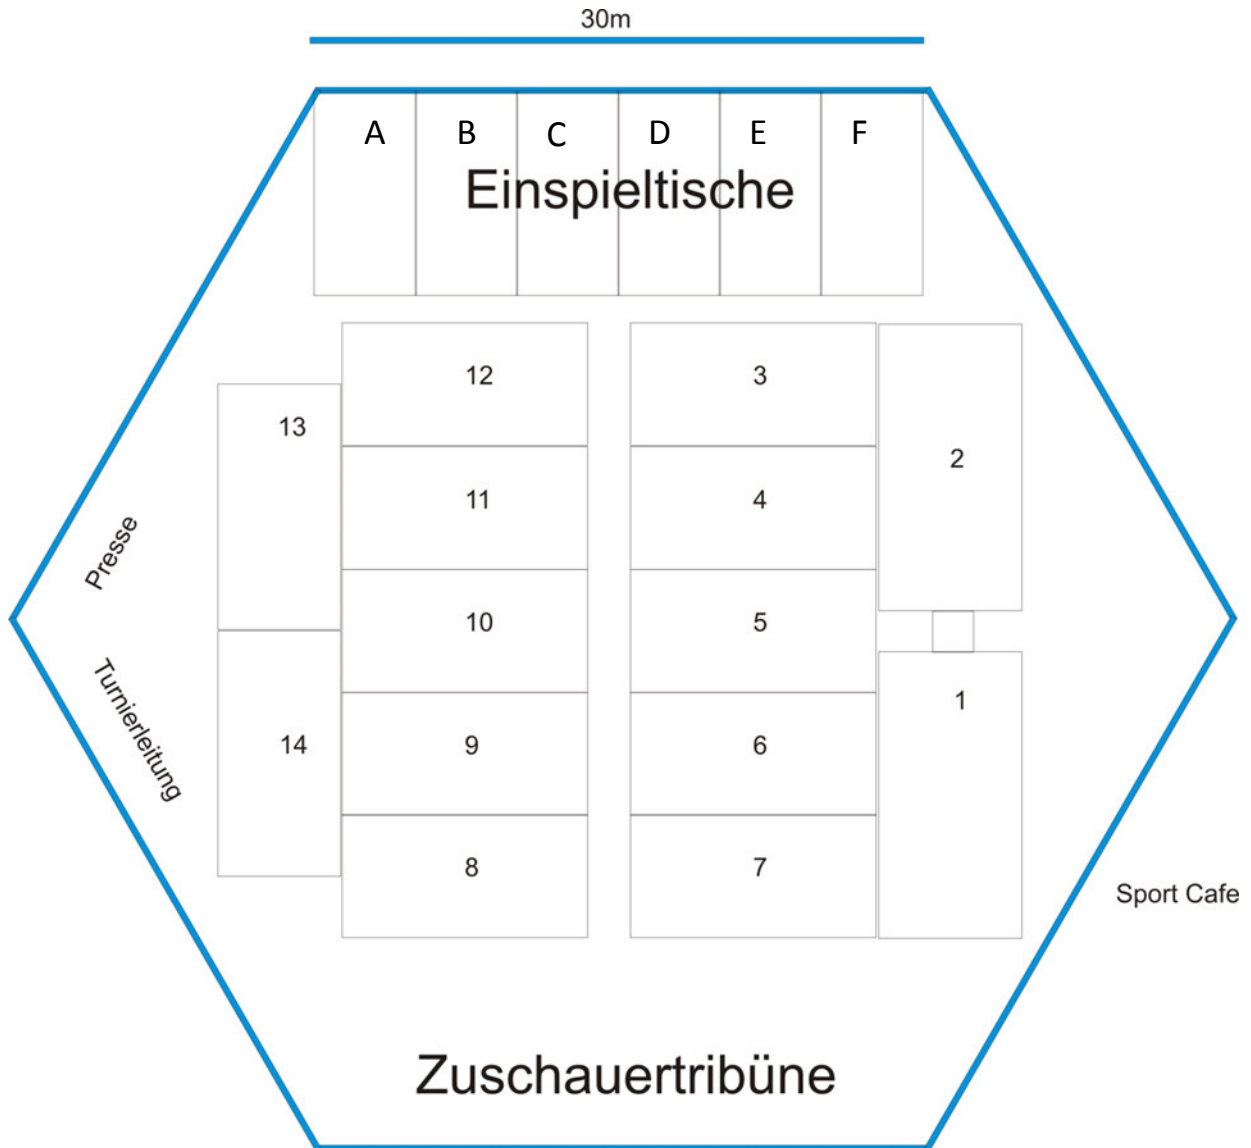 30m
A B C D E F
Einspieltische
12 3
13 2
11 4
Presse
10 5
Turnierleitung
1
14 9 6
8 7
Sport Cafe
Zuschauertribüne